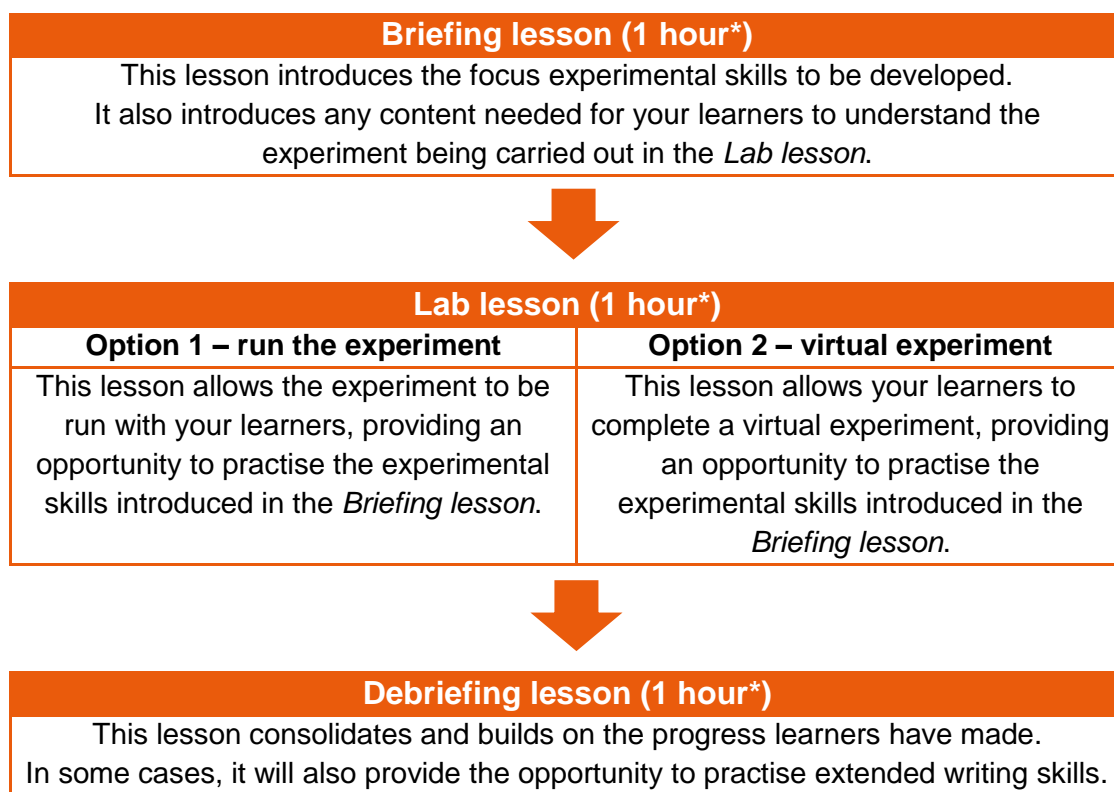 Briefing lesson (1 hour*)
This lesson introduces the focus experimental skills to be developed.
It also introduces any content needed for your learners to understand the
experiment being carried out in the Lab lesson.
Lab lesson (1 hour*)
Option 1 – run the experiment
This lesson allows the experiment to be
run with your learners, providing an
opportunity to practise the experimental
skills introduced in the Briefing lesson.
Option 2 – virtual experiment
This lesson allows your learners to
complete a virtual experiment, providing
an opportunity to practise the
experimental skills introduced in the
Briefing lesson.
Debriefing lesson (1 hour*)
This lesson consolidates and builds on the progress learners have made.
In some cases, it will also provide the opportunity to practise extended writing skills.